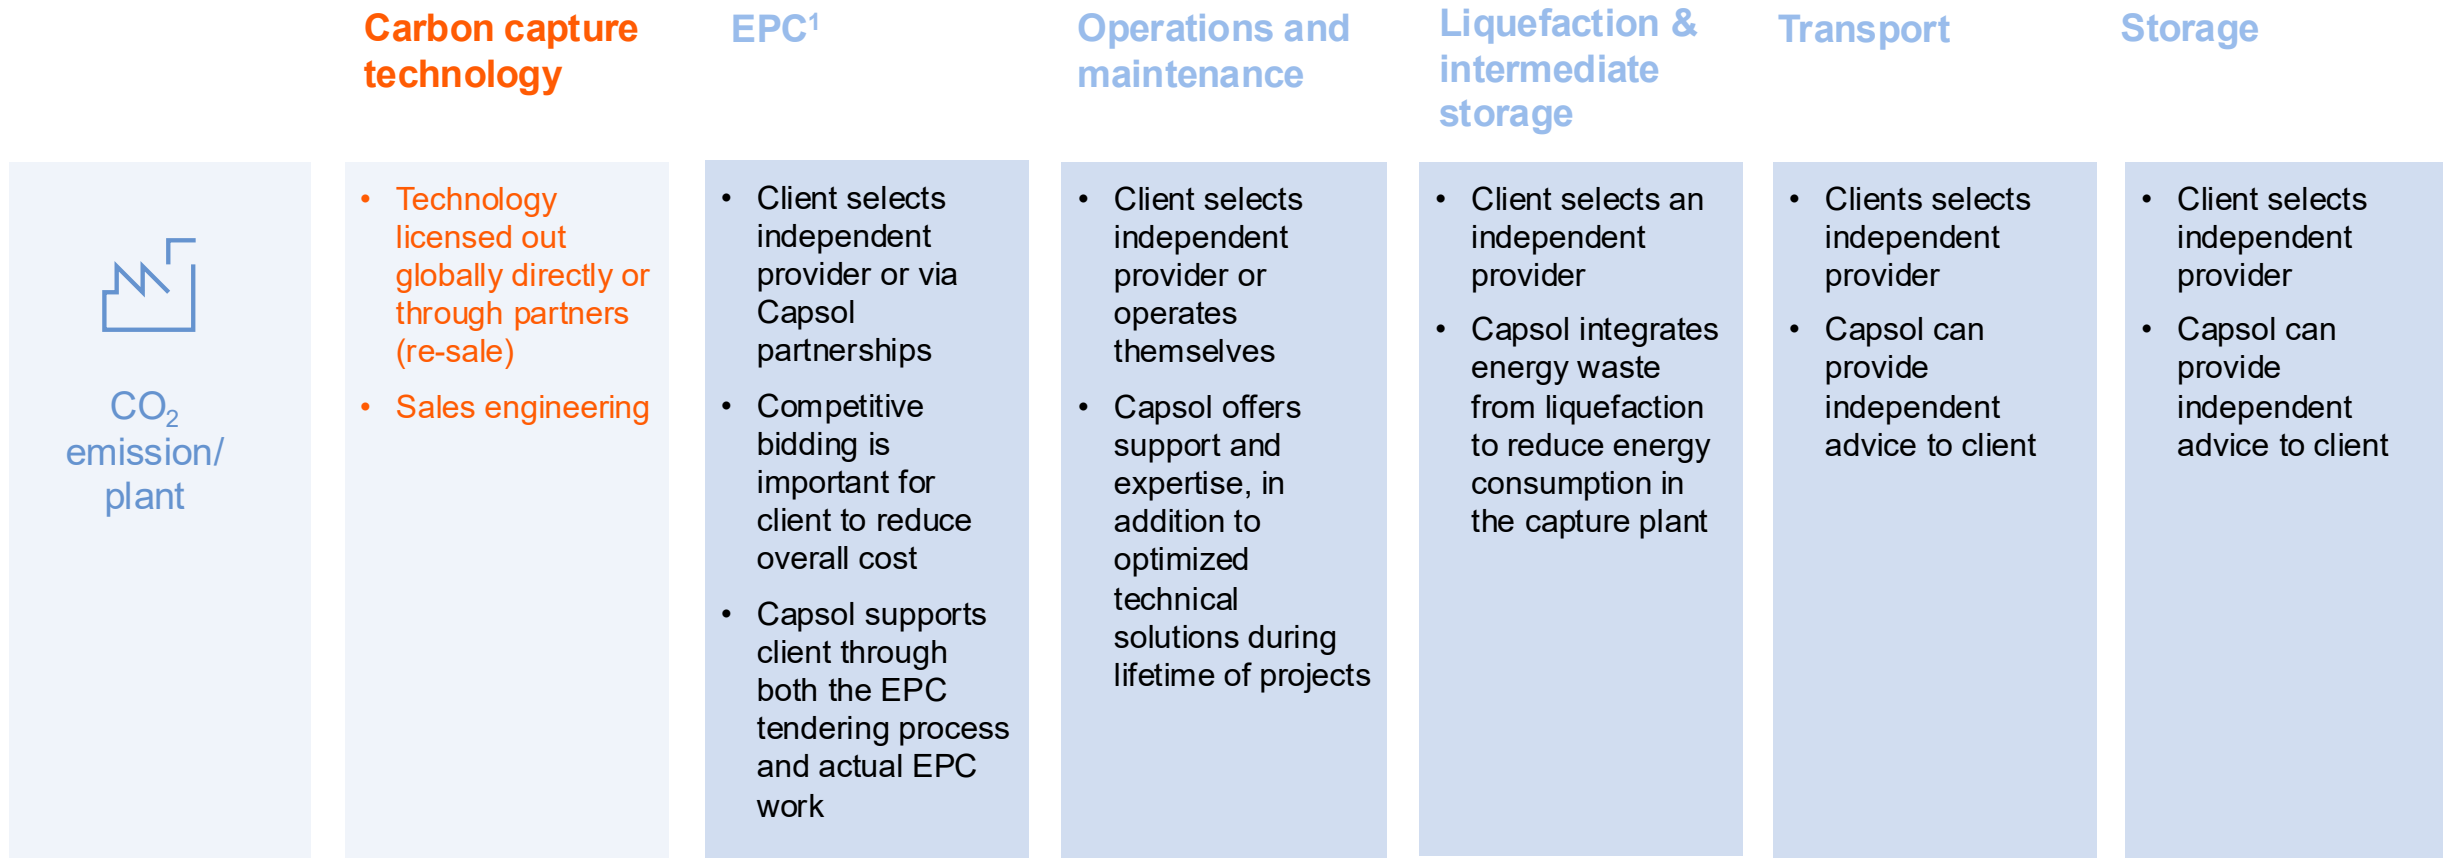 Carbon capture
technology
EPC¹
Operations and
maintenance
Liquefaction &
intermediate
storage
Transport
Storage
CO₂
emission/
plant
• Technology
licensed out
globally directly or
through partners
(re-sale)
• Sales engineering
• Client selects
independent
provider or via
Capsol
partnerships
• Competitive
bidding is
important for
client to reduce
overall cost
• Capsol supports
client through
both the EPC
tendering process
and actual EPC
work
• Client selects
independent
provider or
operates
themselves
• Capsol offers
support and
expertise, in
addition to
optimized
technical
solutions during
lifetime of projects
• Client selects an
independent
provider
• Capsol integrates
energy waste
from liquefaction
to reduce energy
consumption in
the capture plant
• Clients selects
independent
provider
• Capsol can
provide
independent
advice to client
• Client selects
independent
provider
• Capsol can
provide
independent
advice to client